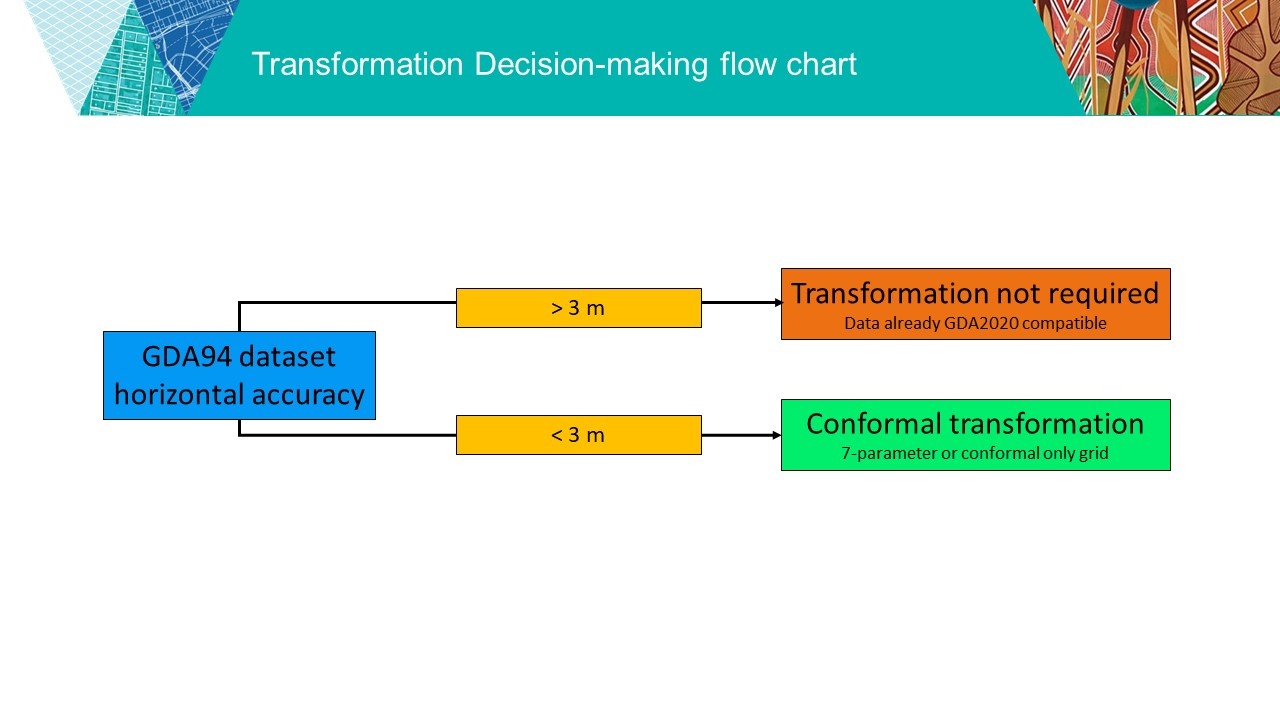 Transformation Decision-making flow chart
> 3 m
Transformation not required
Data already GDA2020 compatible
GDA94 dataset
horizontal accuracy
< 3 m
Conformal transformation
7-parameter or conformal only grid